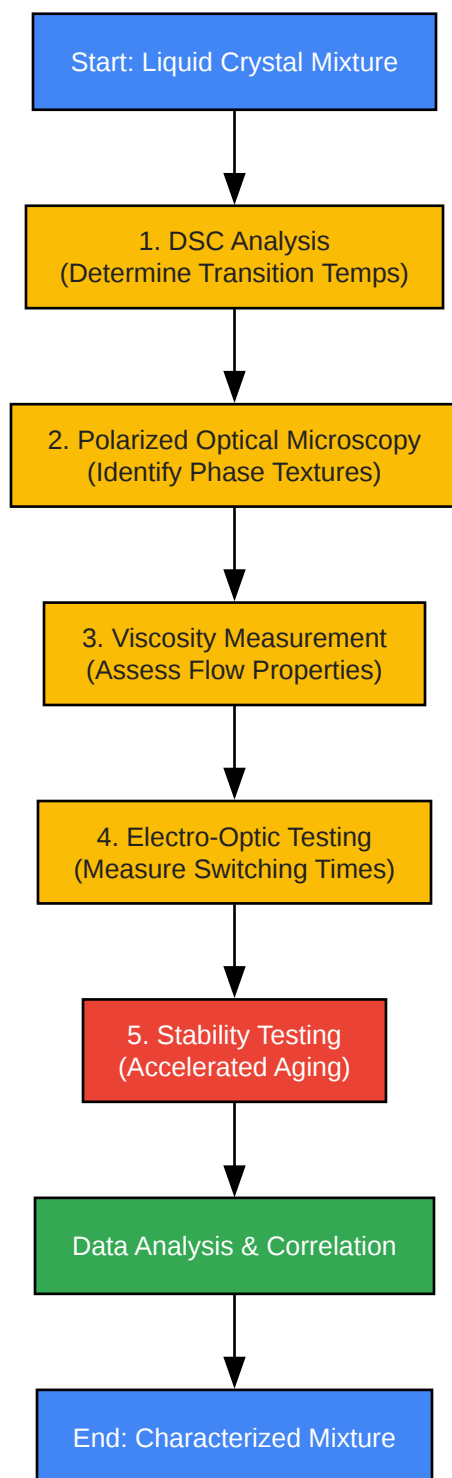 Start: Liquid Crystal Mixture
1. DSC Analysis
(Determine Transition Temps)
2. Polarized Optical Microscopy
(Identify Phase Textures)
3. Viscosity Measurement
(Assess Flow Properties)
4. Electro-Optic Testing
(Measure Switching Times)
5. Stability Testing
(Accelerated Aging)
Data Analysis & Correlation
End: Characterized Mixture